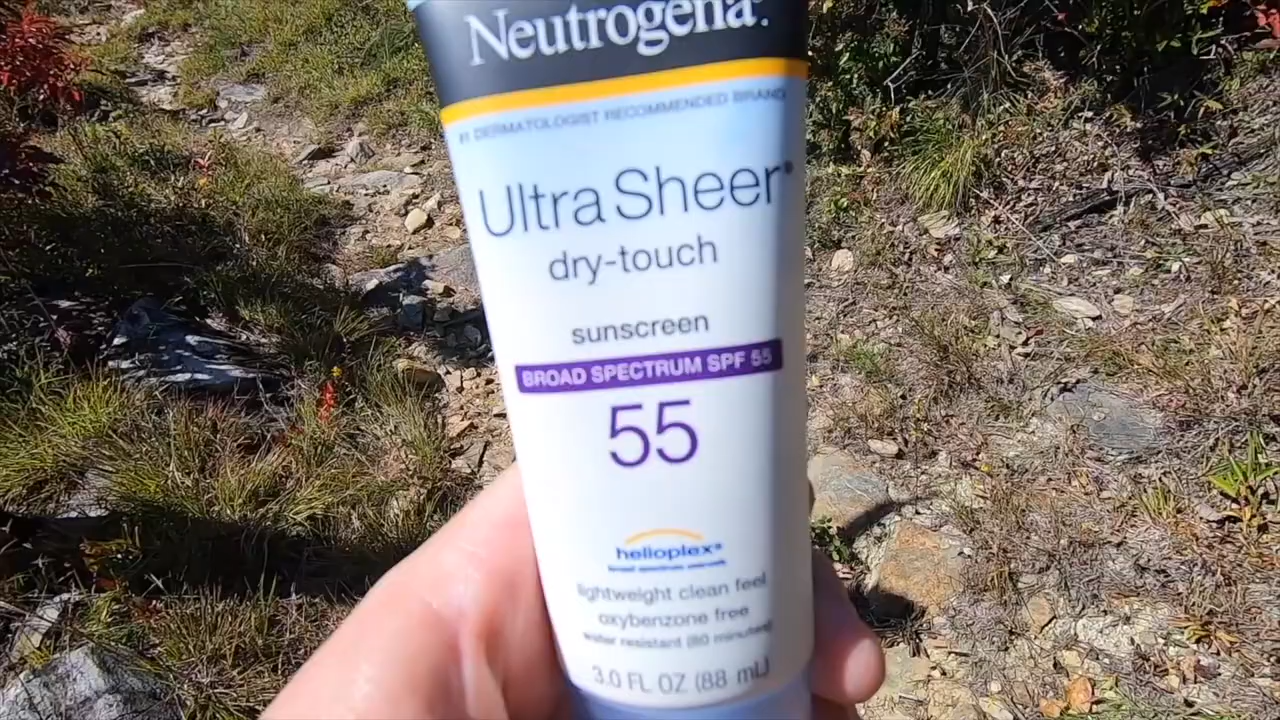 Neutrogena®
#1 DERMATOLOGIST RECOMMENDED BRAND
Ultra Sheer®
dry-touch
sunscreen
BROAD SPECTRUM SPF 55
55
helioplex®
lightweight clean feel
oxybenzone free
water resistant (80 minutes)
3.0 FL OZ (88 mL)